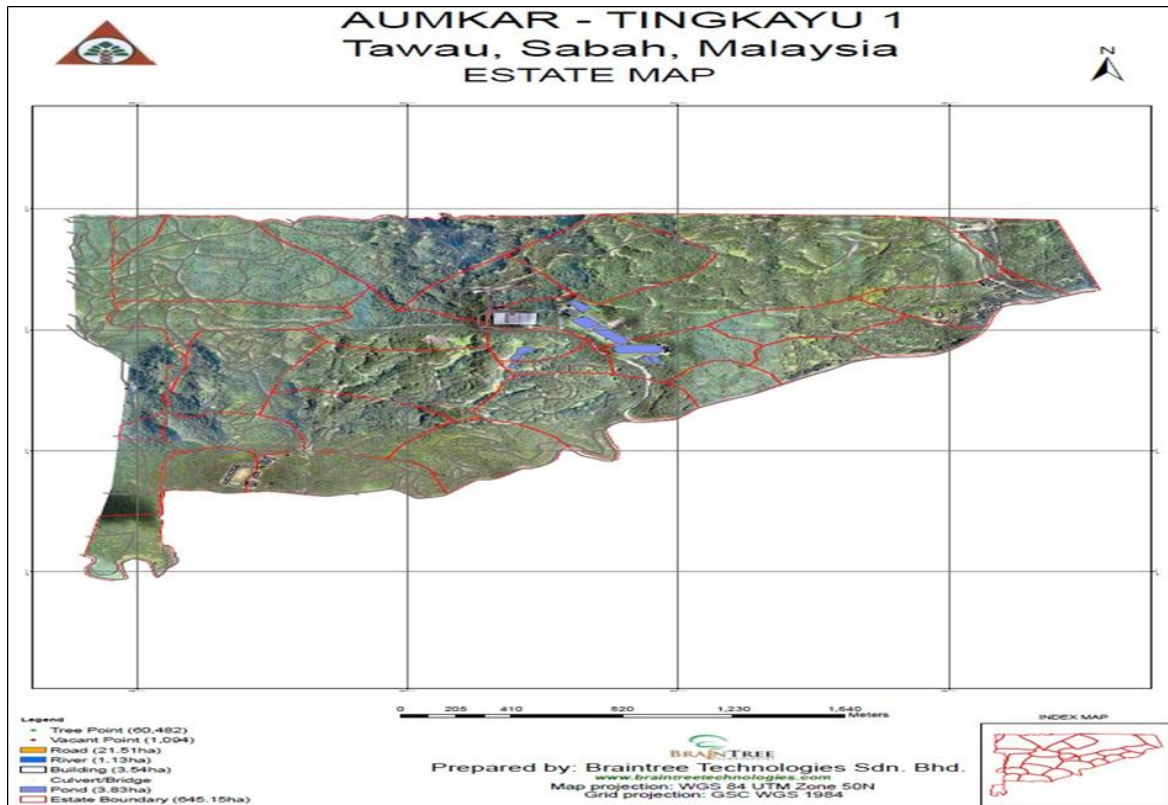 AUMKAR - TINGKAYU 1
Tawau, Sabah, Malaysia
ESTATE MAP
N
0 205 410 820 1,230 1,640
Meters
Legend
Tree Point (60,482)
Vacant Point (1,094)
Road (21.51ha)
River (1.13ha)
Building (3.54ha)
Culvert/Bridge
Pond (3.83ha)
Estate Boundary (645.15ha)
BRAINTREE
Prepared by: Braintree Technologies Sdn. Bhd.
www.braintreetechnologies.com
Map projection: WGS 84 UTM Zone 50N
Grid projection: GSC WGS 1984
INDEX MAP